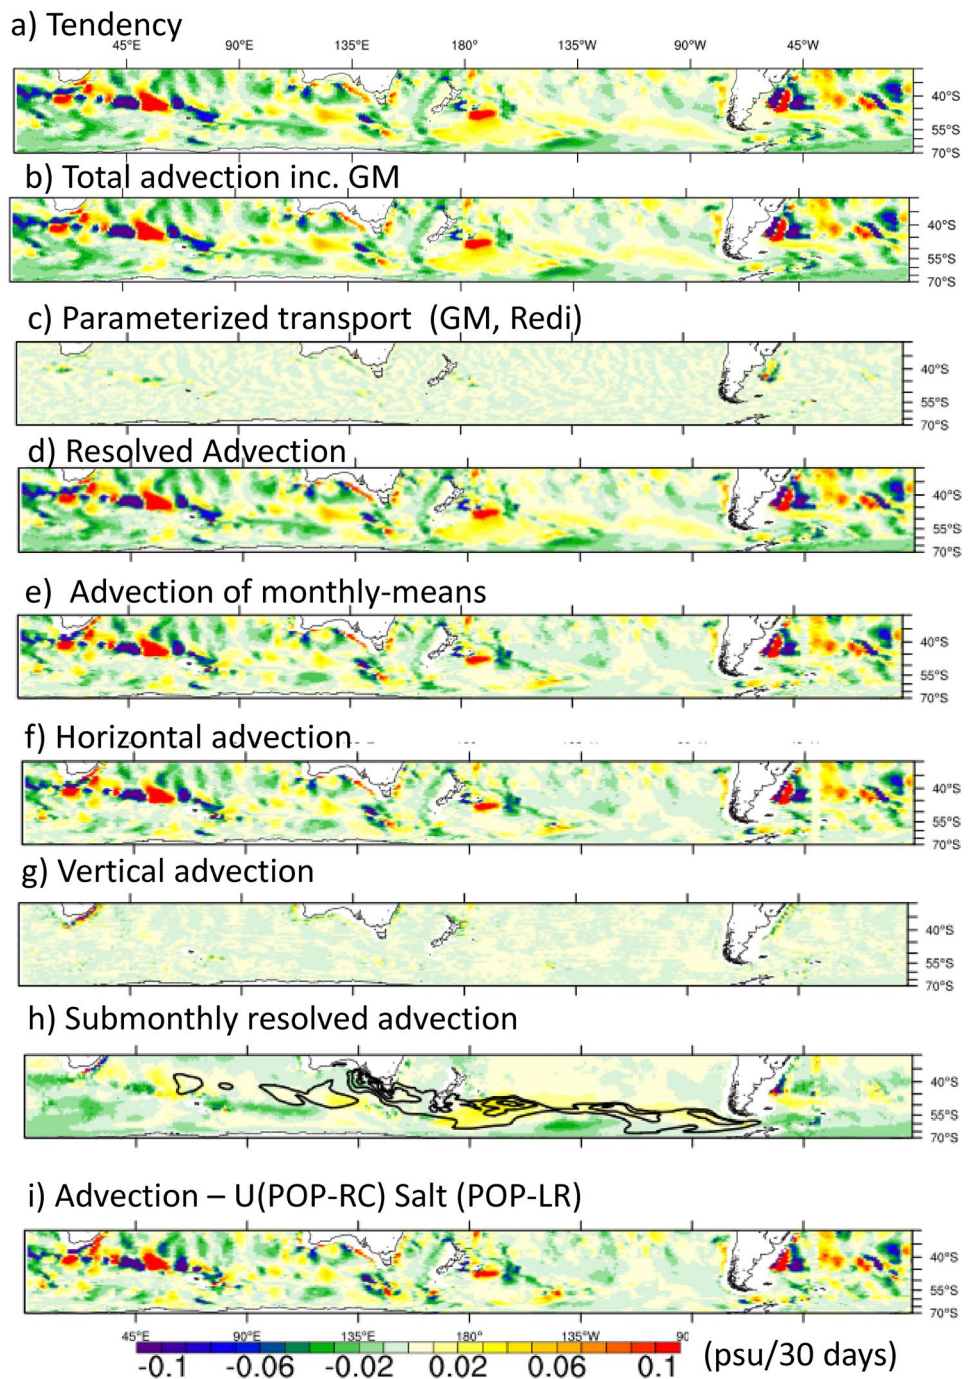 a) Tendency
45°E 90°E 135°E 180° 135°W 90°W 45°W
40°S
55°S
70°S
b) Total advection inc. GM
40°S
55°S
70°S
c) Parameterized transport (GM, Redi)
40°S
55°S
70°S
d) Resolved Advection
40°S
55°S
70°S
e) Advection of monthly-means
40°S
55°S
70°S
f) Horizontal advection
40°S
55°S
70°S
g) Vertical advection
40°S
55°S
70°S
h) Submonthly resolved advection
40°S
55°S
70°S
i) Advection – U(POP-RC) Salt (POP-LR)
40°S
55°S
70°S
45°E 90°E 135°E 180° 135°W 90
-0.1 -0.06 -0.02 0.02 0.06 0.1 (psu/30 days)